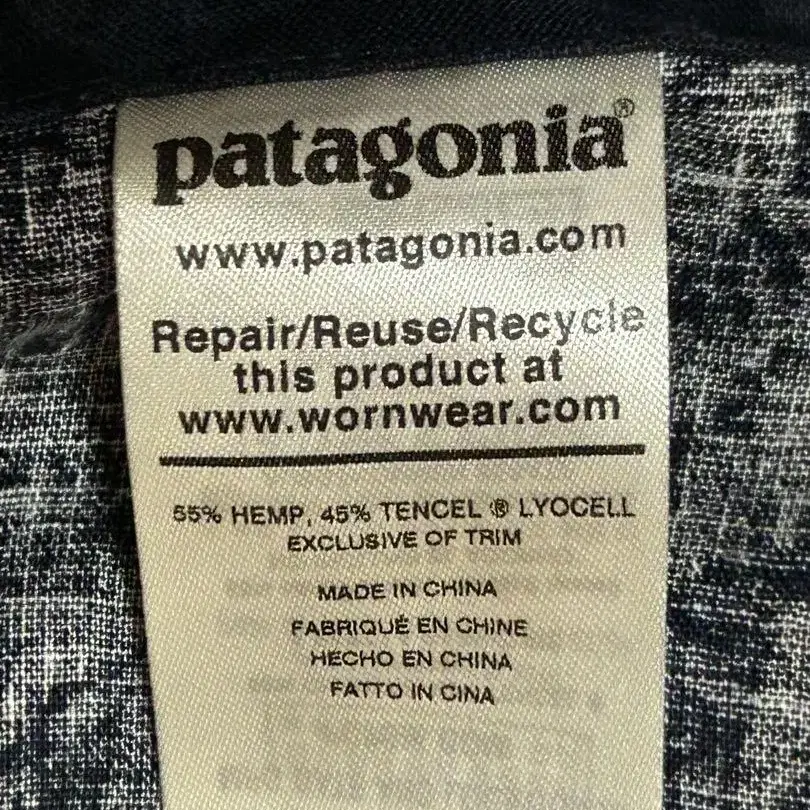 patagonia®
www.patagonia.com
Repair/Reuse/Recycle
this product at
www.wornwear.com
55% HEMP, 45% TENCEL ® LYOCELL
EXCLUSIVE OF TRIM
MADE IN CHINA
FABRIQUÉ EN CHINE
HECHO EN CHINA
FATTO IN CINA